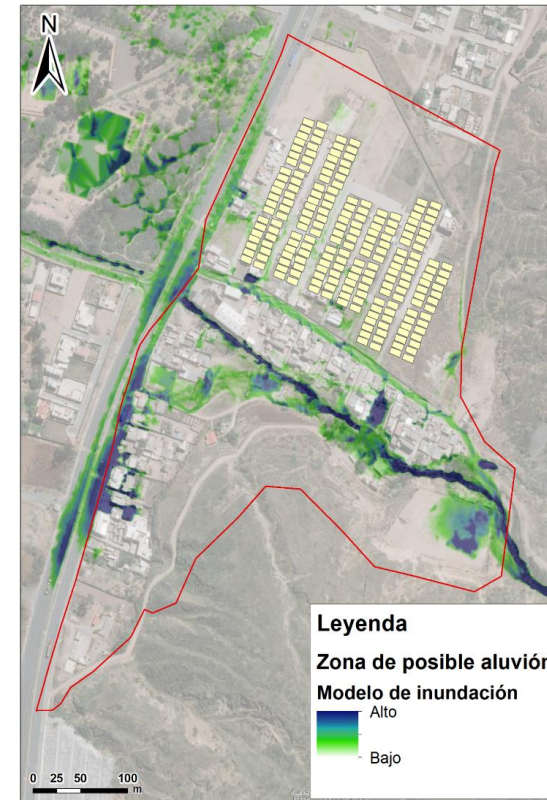 N
Leyenda
Zona de posible aluvión
Modelo de inundación
Alto
Bajo
0 25 50 100
m